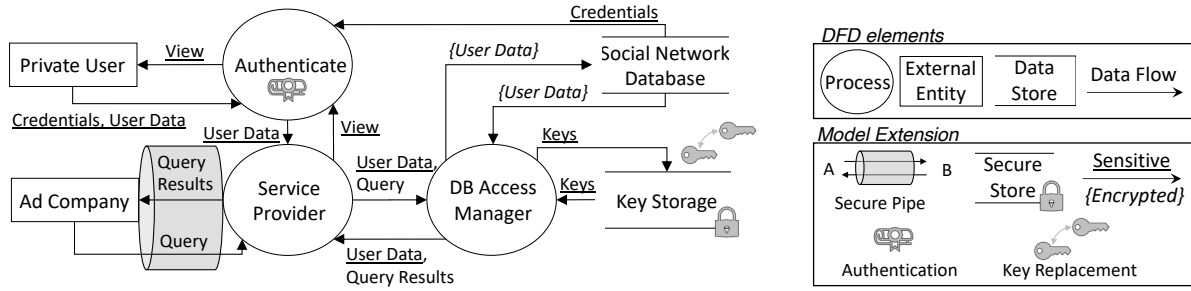 Credentials
Private User
View
Authenticate
{User Data}
Social Network
Database
{User Data}
Credentials, User Data
User Data
View
Keys
Query
Results
User Data,
Query
Ad Company
Service
Provider
DB Access
Manager
Keys
Key Storage
Query
User Data,
Query Results
DFD elements
Process
External
Entity
Data
Store
Data Flow
Model Extension
A
B
Secure Pipe
Secure
Store
Sensitive
{Encrypted}
Authentication
Key Replacement